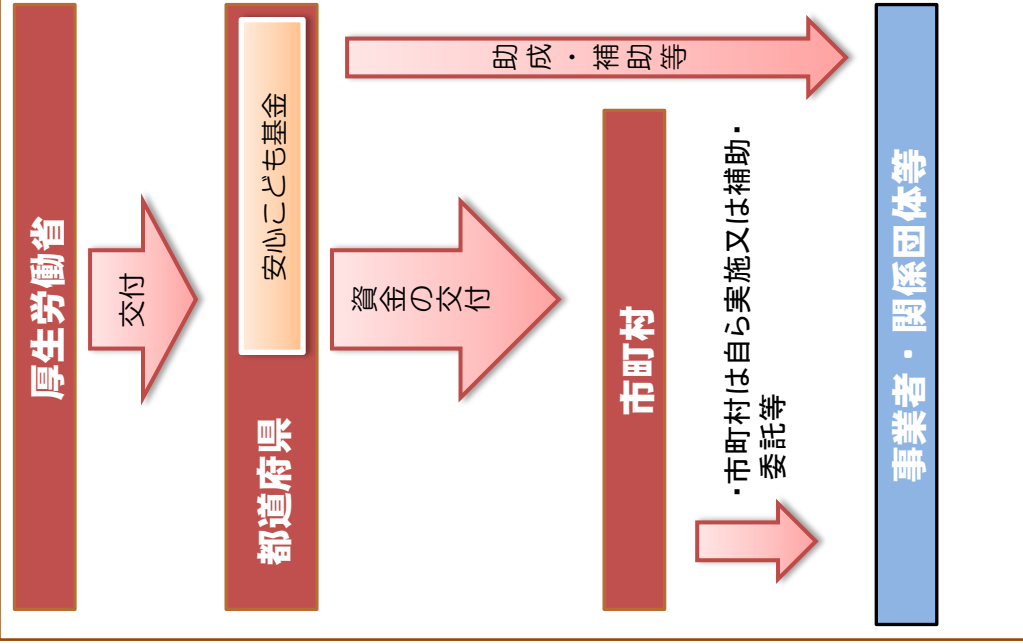 厚生労働省
交付
都道府県
安心こども基金
資金の
交付
助成・補助等
市町村
・市町村は自ら実施又は補助・
委託等
事業者・関係団体等